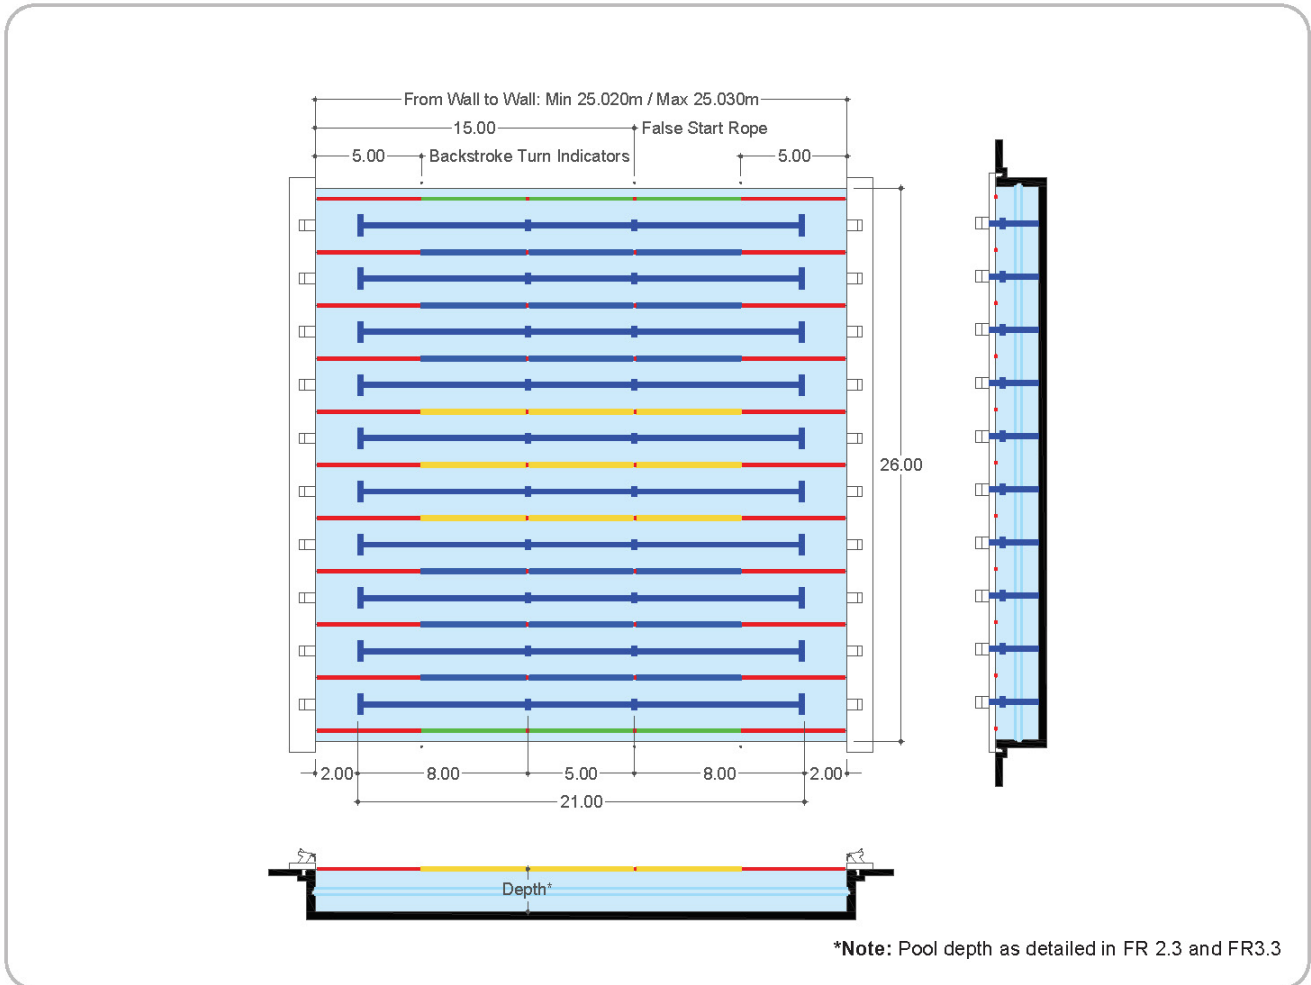 From Wall to Wall: Min 25.020m / Max 25.030m
15.00 False Start Rope
5.00 Backstroke Turn Indicators 5.00
26.00
2.00 8.00 5.00 8.00 2.00
21.00
Depth*
*Note: Pool depth as detailed in FR 2.3 and FR3.3